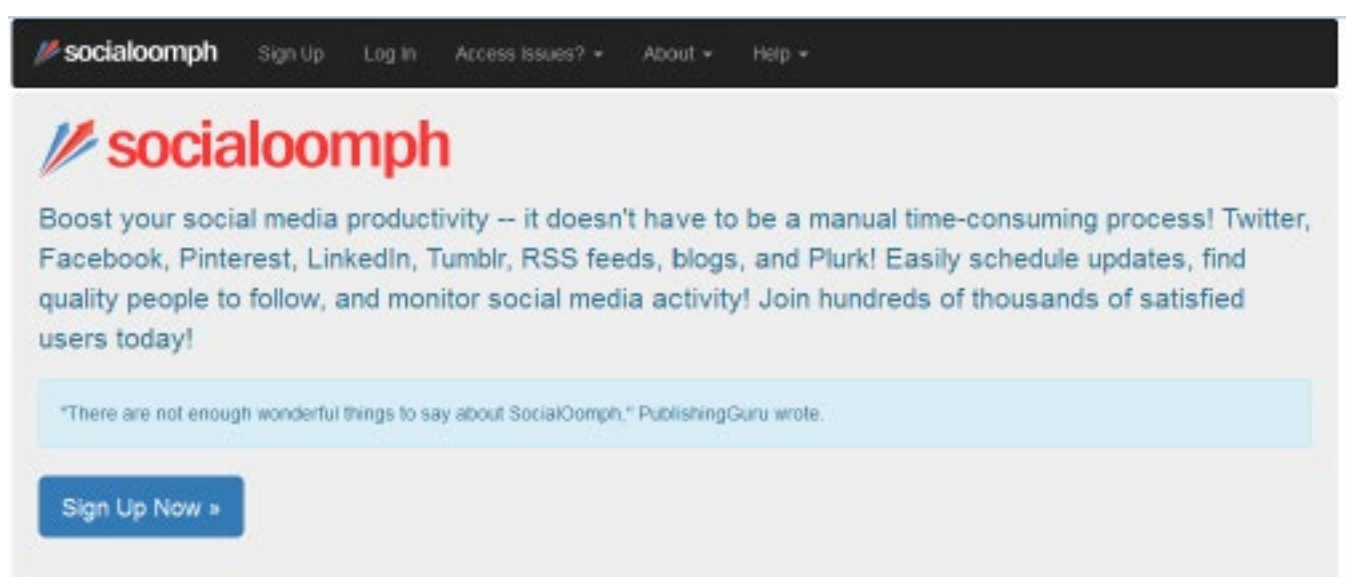 socialoomph Sign Up Log In Access Issues? About Help
socialoomph
Boost your social media productivity -- it doesn't have to be a manual time-consuming process! Twitter,
Facebook, Pinterest, LinkedIn, Tumblr, RSS feeds, blogs, and Plurk! Easily schedule updates, find
quality people to follow, and monitor social media activity! Join hundreds of thousands of satisfied
users today!
"There are not enough wonderful things to say about SocialOomph." PublishingGuru wrote.
Sign Up Now »